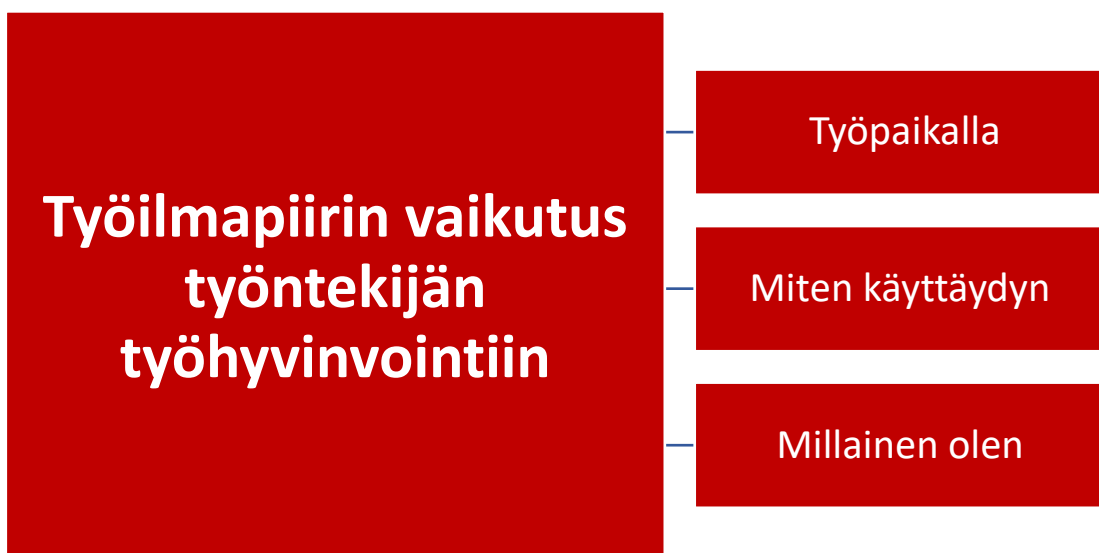 Työilmapiirin vaikutus
työntekijän
työhyvinvointiin
Työpaikalla
Miten käyttäydyn
Millainen olen